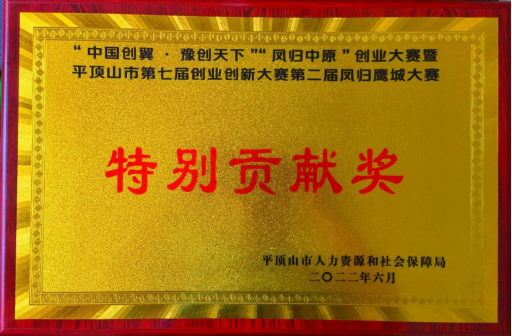 “中国创翼·豫创天下”“凤归中原”创业大赛暨
平顶山市第七届创业创新大赛第二届凤归鹰城大赛
特别贡献奖
平顶山市人力资源和社会保障局
二〇二二年六月